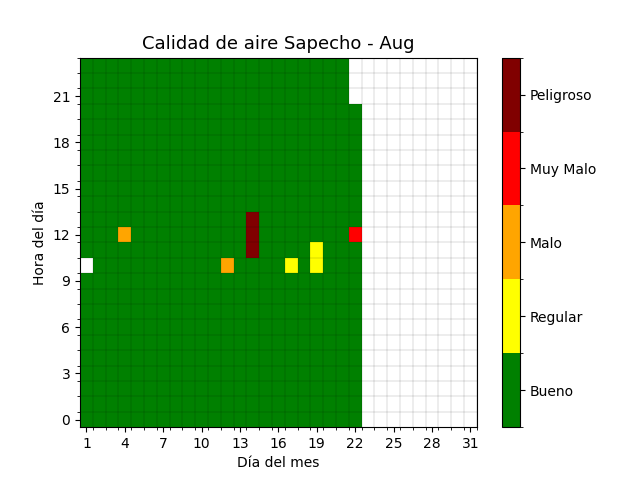 Calidad de aire Sapecho - Aug
Hora del día
21
18
15
12
9
6
3
0
1 4 7 10 13 16 19 22 25 28 31
Día del mes
Peligroso
Muy Malo
Malo
Regular
Bueno